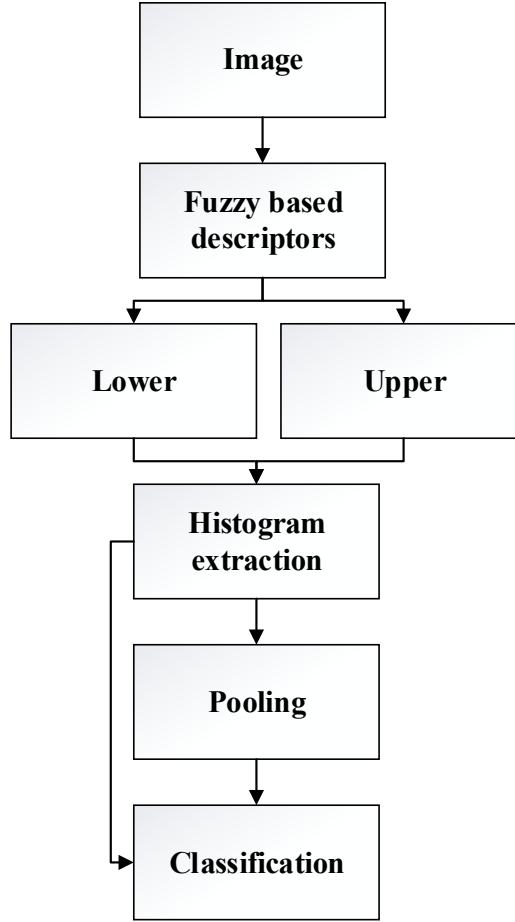 Image
Fuzzy based
descriptors
Lower
Upper
Histogram
extraction
Pooling
Classification